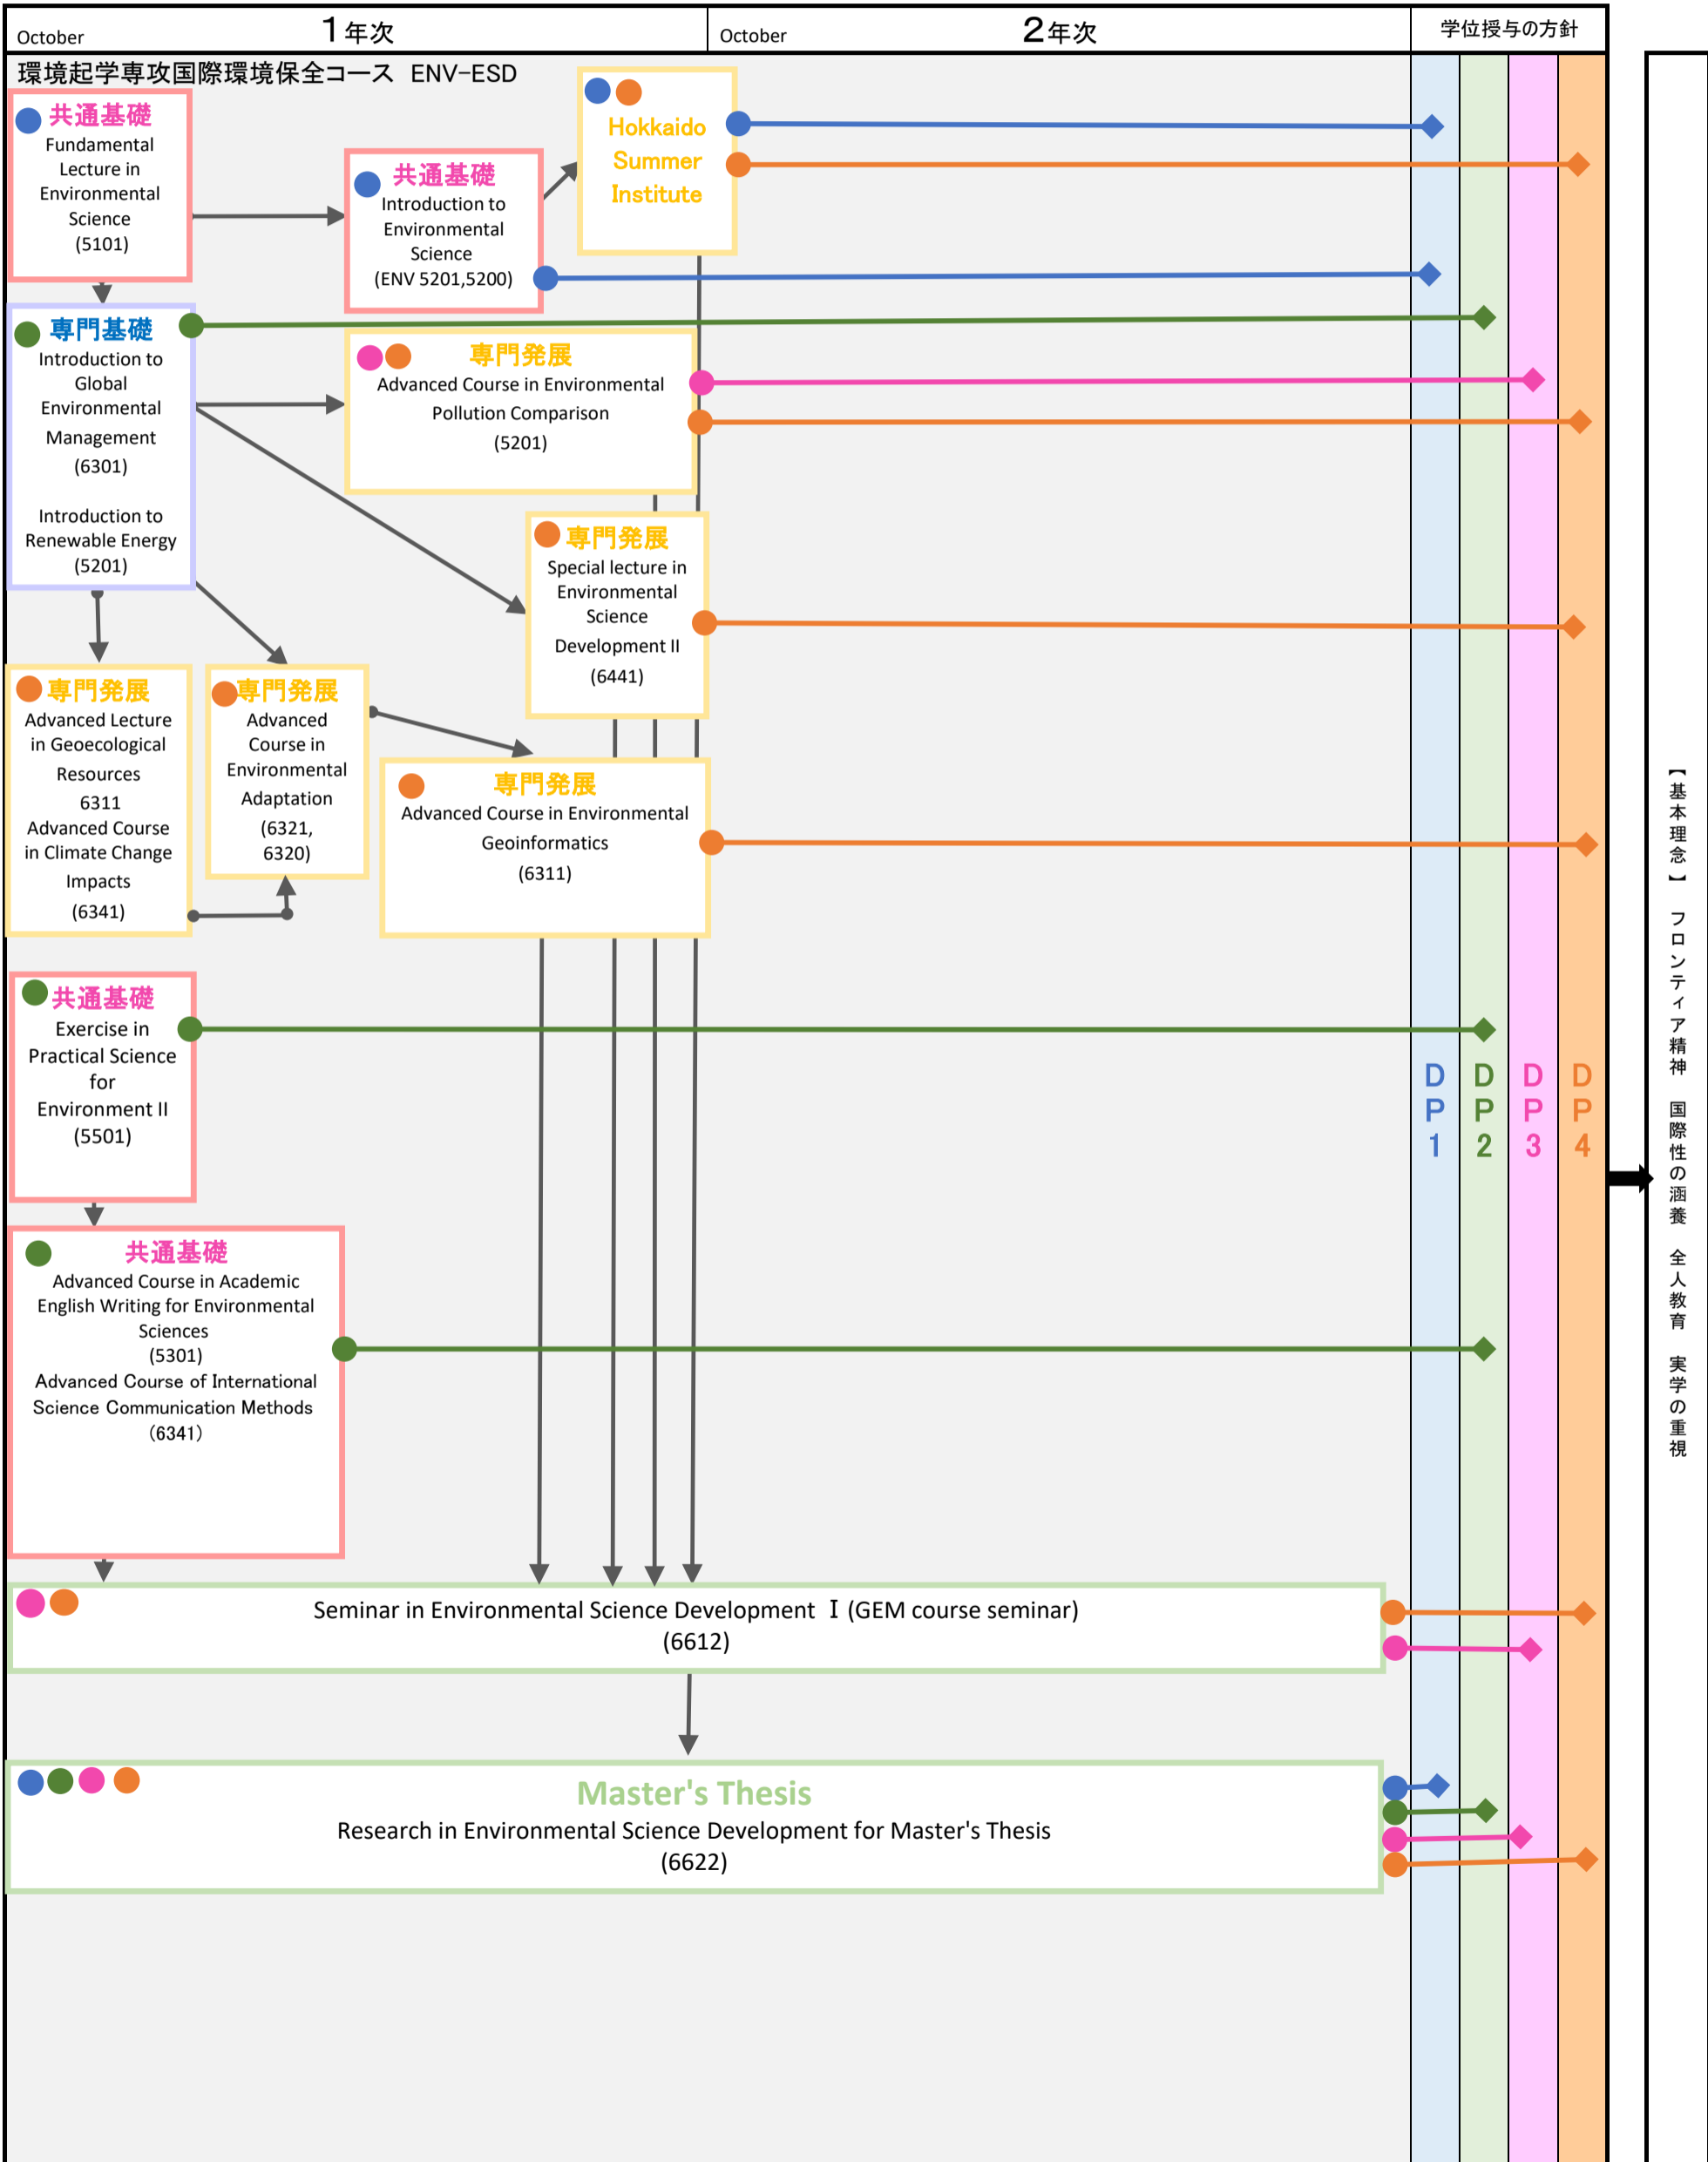 October
1年次
October
2年次
学位授与の方針
環境起学専攻国際環境保全コース ENV-ESD
共通基礎
Fundamental
Lecture in
Environmental
Science
(5101)
共通基礎
Introduction to
Environmental
Science
(ENV 5201,5200)
Hokkaido
Summer
Institute
専門基礎
Introduction to
Global
Environmental
Management
(6301)
Introduction to
Renewable Energy
(5201)
専門発展
Advanced Course in Environmental
Pollution Comparison
(5201)
専門発展
Special lecture in
Environmental
Science
Development II
(6441)
専門発展
Advanced Lecture
in Geoecological
Resources
6311
Advanced Course
in Climate Change
Impacts
(6341)
専門発展
Advanced
Course in
Environmental
Adaptation
(6321,
6320)
専門発展
Advanced Course in Environmental
Geoinformatics
(6311)
共通基礎
Exercise in
Practical Science
for
Environment II
(5501)
共通基礎
Advanced Course in Academic
English Writing for Environmental
Sciences
(5301)
Advanced Course of International
Science Communication Methods
(6341)
Seminar in Environmental Science Development Ⅰ (GEM course seminar)
(6612)
Master's Thesis
Research in Environmental Science Development for Master's Thesis
(6622)
DP1
DP2
DP3
DP4
【基本理念】 フロンティア精神 国際性の涵養 全人教育 実学の重視